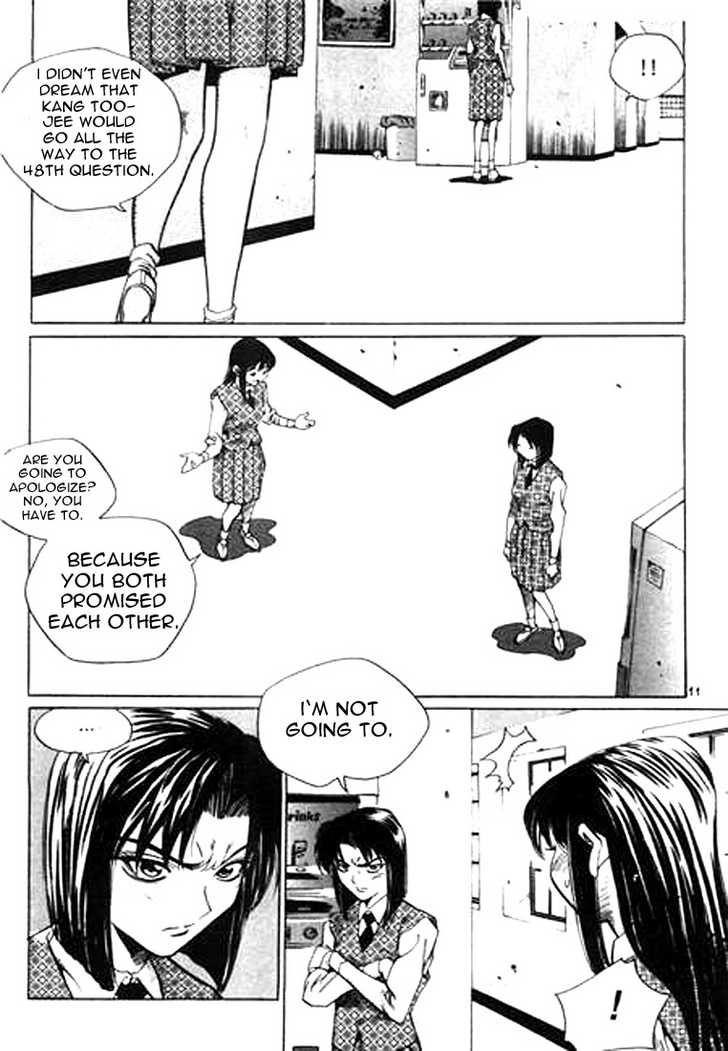 I DIDN'T EVEN
DREAM THAT
KANG TOO-
JEE WOULD
GO ALL THE
WAY TO THE
48TH QUESTION.
!!
ARE YOU
GOING TO
APOLOGIZE?
NO, YOU
HAVE TO.
BECAUSE
YOU BOTH
PROMISED
EACH OTHER.
11
...
I'M NOT
GOING TO.
rinks
!